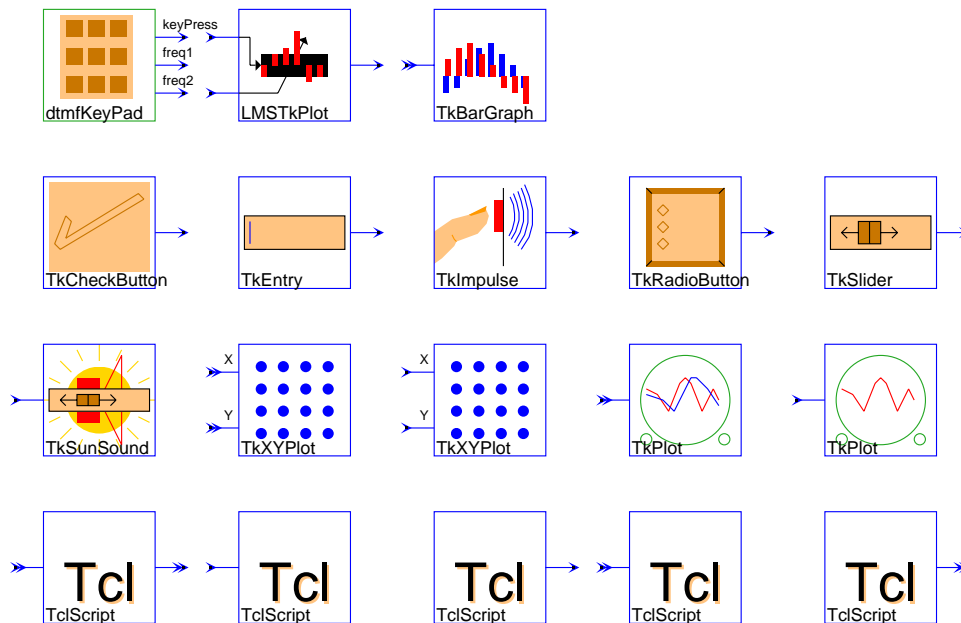 keyPress
freq1
freq2
dtmfKeyPad
LMSTkPlot
TkBarGraph
TkCheckButton
TkEntry
TkImpulse
TkRadioButton
TkSlider
X
Y
X
Y
TkSunSound
TkXYPlot
TkXYPlot
TkPlot
TkPlot
Tcl
Tcl
Tcl
Tcl
Tcl
TclScript
TclScript
TclScript
TclScript
TclScript